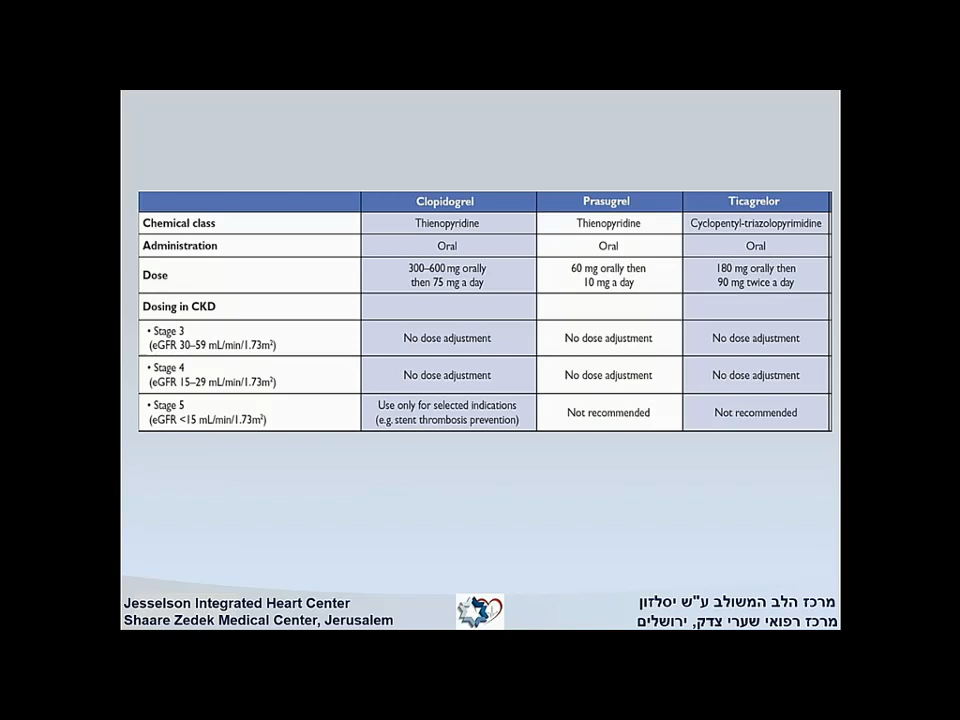 Clopidogrel Prasugrel Ticagrelor
Chemical class Thienopyridine Thienopyridine Cyclopentyl-triazolopyrimidine
Administration Oral Oral Oral
Dose 300–600 mg orally then 75 mg a day 60 mg orally then 10 mg a day 180 mg orally then 90 mg twice a day
Dosing in CKD
• Stage 3
(eGFR 30–59 mL/min/1.73m²) No dose adjustment No dose adjustment No dose adjustment
• Stage 4
(eGFR 15–29 mL/min/1.73m²) No dose adjustment No dose adjustment No dose adjustment
• Stage 5
(eGFR <15 mL/min/1.73m²) Use only for selected indications (e.g. stent thrombosis prevention) Not recommended Not recommended
Jesselson Integrated Heart Center
Shaare Zedek Medical Center, Jerusalem
מרכז הלב המשולב ע"ש יסלזון
מרכז רפואי שערי צדק, ירושלים